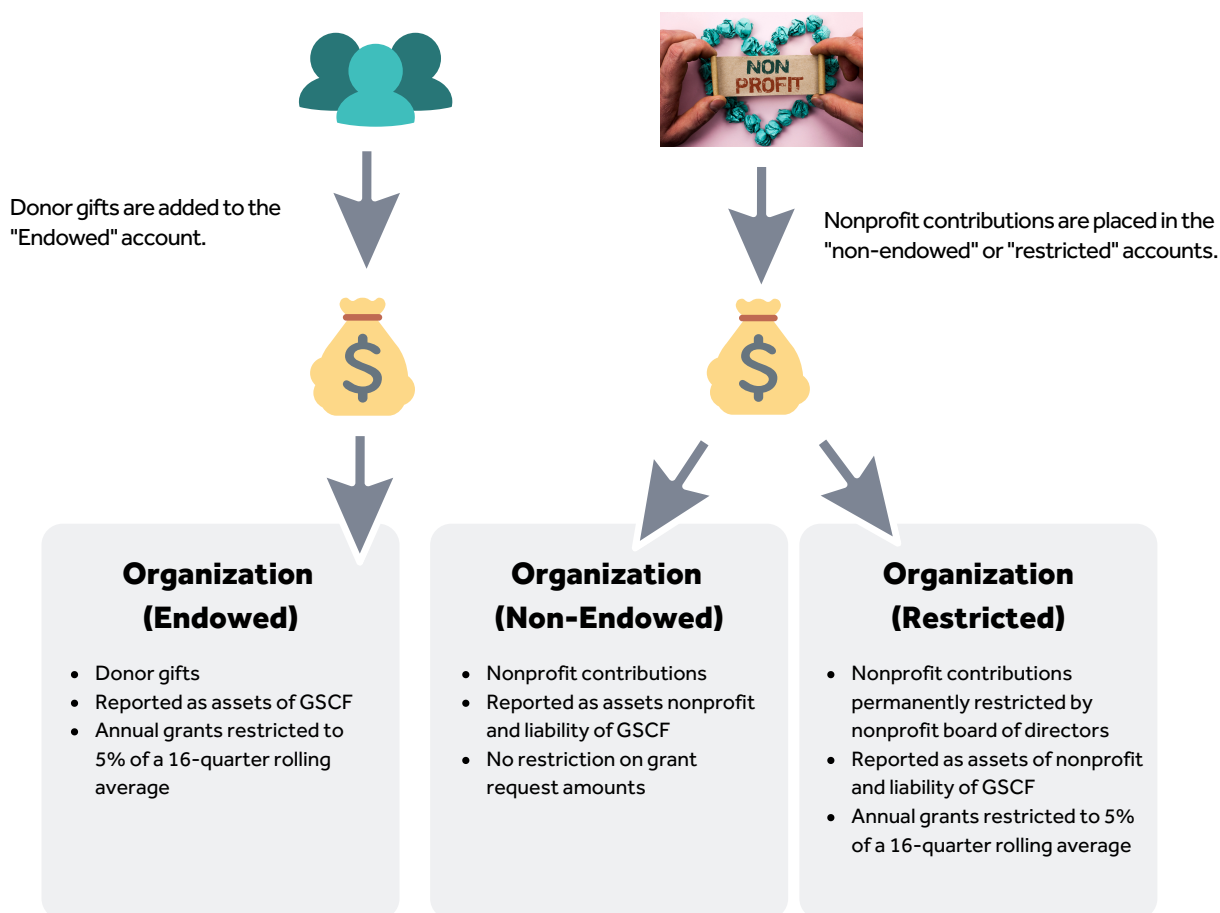 NON
PROFIT
Donor gifts are added to the
"Endowed" account.
Nonprofit contributions are placed in the
"non-endowed" or "restricted" accounts.
$
$
Organization
(Endowed)
• Donor gifts
• Reported as assets of GSCF
• Annual grants restricted to
5% of a 16-quarter rolling
average
Organization
(Non-Endowed)
• Nonprofit contributions
• Reported as assets nonprofit
and liability of GSCF
• No restriction on grant
request amounts
Organization
(Restricted)
• Nonprofit contributions
permanently restricted by
nonprofit board of directors
• Reported as assets of nonprofit
and liability of GSCF
• Annual grants restricted to 5%
of a 16-quarter rolling average